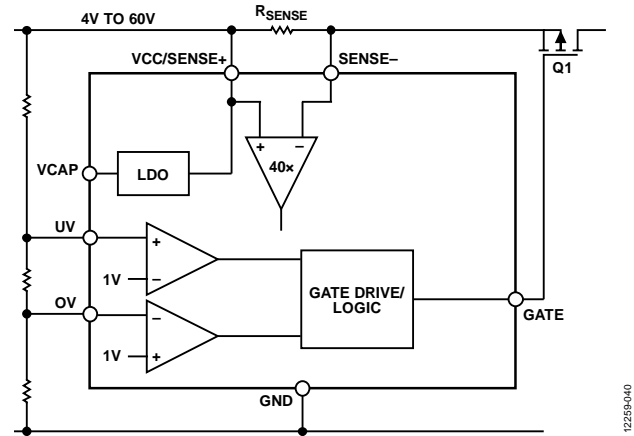 4V TO 60V
RSENSE
VCC/SENSE+
SENSE–
Q1
+ –
40×
VCAP
LDO
UV
+
1V
–
GATE DRIVE/
LOGIC
OV
–
1V
+
GATE
GND
12259-040